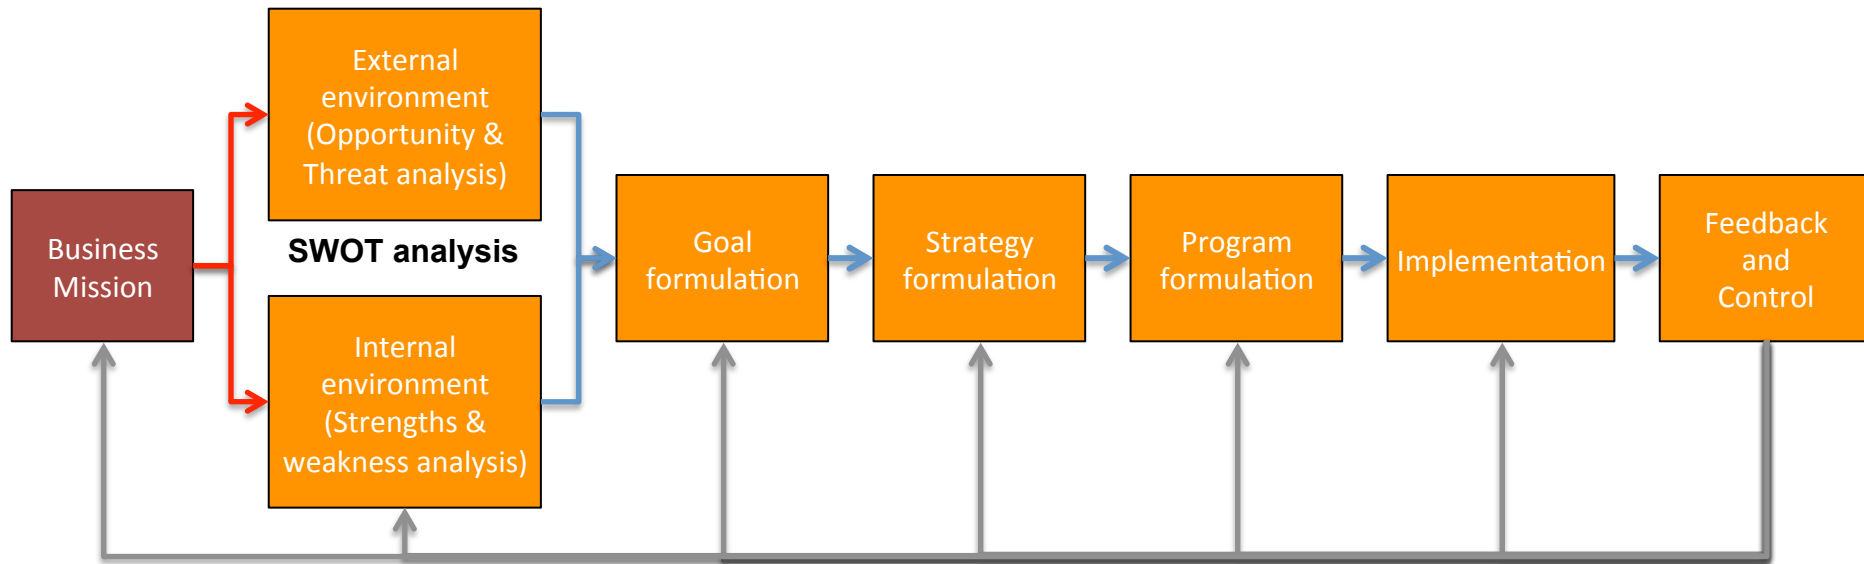 Business
Mission
External
environment
(Opportunity &
Threat analysis)
SWOT analysis
Internal
environment
(Strengths &
weakness analysis)
Goal
formulation
Strategy
formulation
Program
formulation
Implementation
Feedback
and
Control